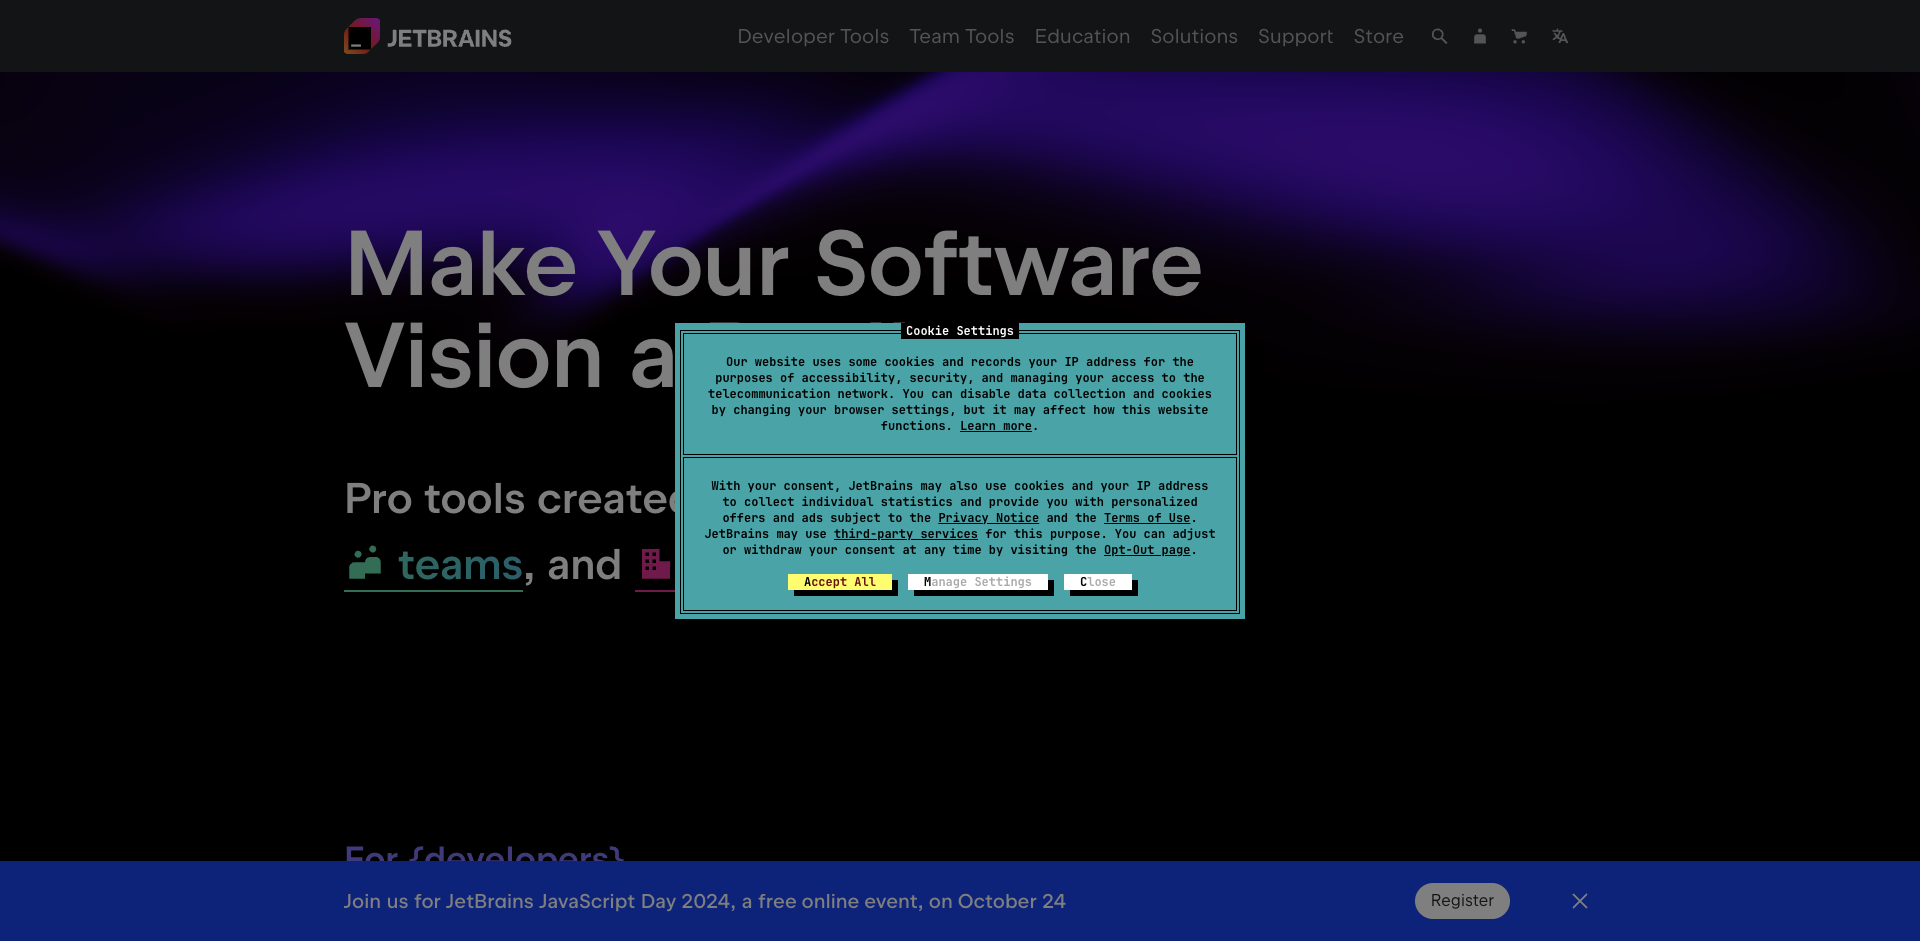 JETBRAINS
Developer Tools Team Tools Education Solutions Support Store
Make Your Software
Vision a
Pro tools create
teams, and
Cookie Settings
Our website uses some cookies and records your IP address for the
purposes of accessibility, security, and managing your access to the
telecommunication network. You can disable data collection and cookies
by changing your browser settings, but it may affect how this website
functions. Learn more.
With your consent, JetBrains may also use cookies and your IP address
to collect individual statistics and provide you with personalized
offers and ads subject to the Privacy Notice and the Terms of Use.
JetBrains may use third-party services for this purpose. You can adjust
or withdraw your consent at any time by visiting the Opt-Out page.
Accept All Manage Settings Close
For {developers}
Join us for JetBrains JavaScript Day 2024, a free online event, on October 24 Register